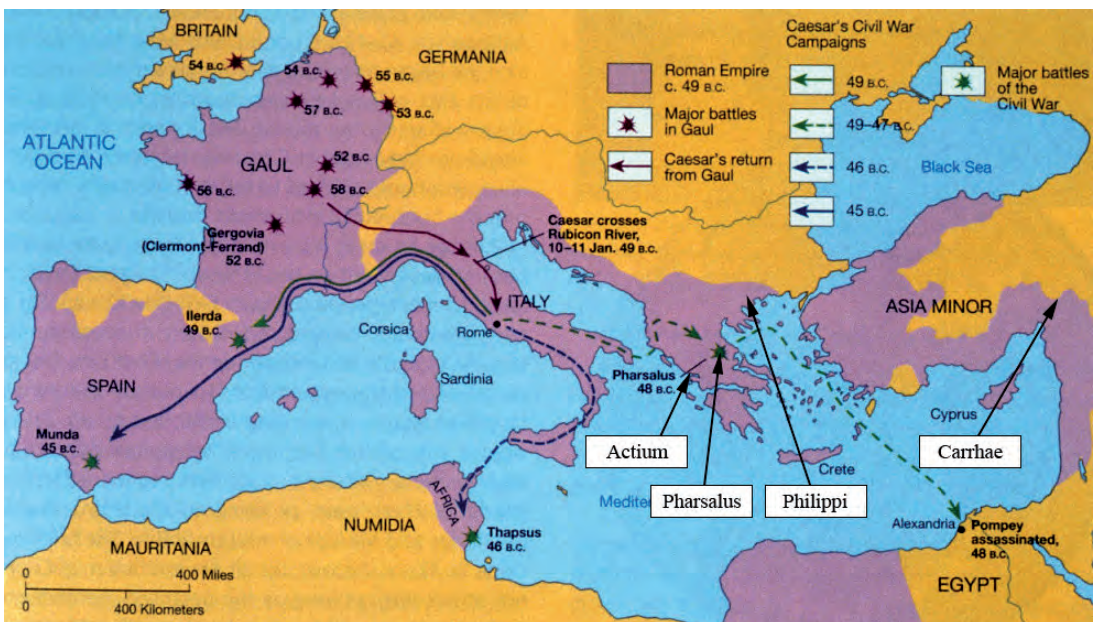 BRITAIN
54 B.C.
GERMANIA
54 B.C.
55 B.C.
57 B.C.
53 B.C.
ATLANTIC
OCEAN
GAUL
52 B.C.
56 B.C.
58 B.C.
Gergovia
(Clermont-Ferrand)
52 B.C.
Roman Empire
c. 49 B.C.
Major battles
in Gaul
Caesar's return
from Gaul
Caesar's Civil War
Campaigns
49 B.C.
49–47 B.C.
46 B.C.
45 B.C.
Major battles
of the
Civil War
Black Sea
Caesar crosses
Rubicon River,
10–11 Jan. 49 B.C.
ITALY
ASIA MINOR
Ilerda
49 B.C.
Corsica
Rome
Sardinia
SPAIN
Pharsalus
48 B.C.
Cyprus
Munda
45 B.C.
Actium
Carrhae
Crete
Pharsalus
Philippi
Medite
AFRICA
NUMIDIA
Thapsus
46 B.C.
Alexandria
Pompey
assassinated,
48 B.C.
MAURITANIA
EGYPT
0
400 Miles
0
400 Kilometers